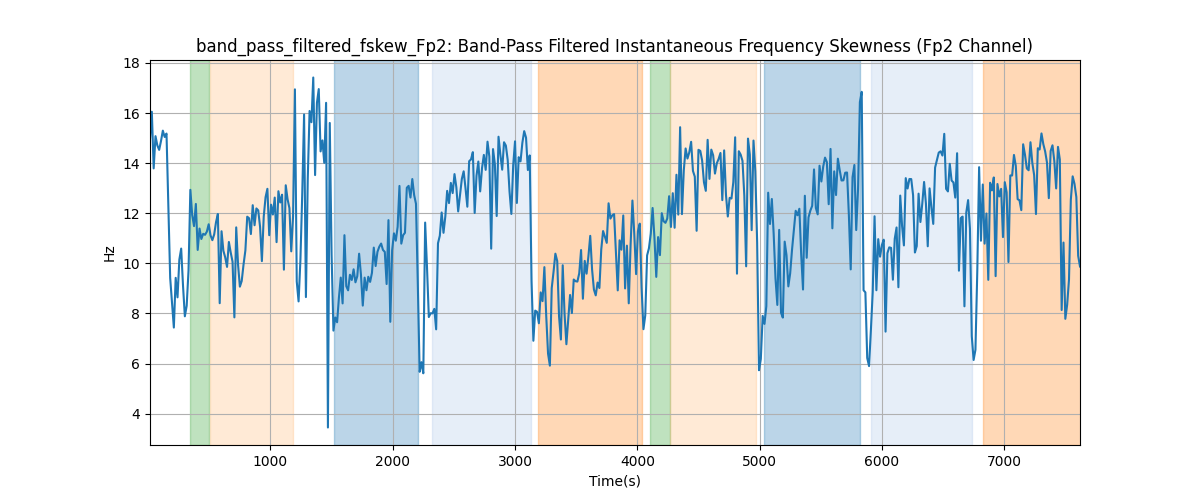 band_pass_filtered_fskew_Fp2: Band-Pass Filtered Instantaneous Frequency Skewness (Fp2 Channel)
18
16
14
12
10
8
6
4
Hz
1000 2000 3000 4000 5000 6000 7000
Time(s)